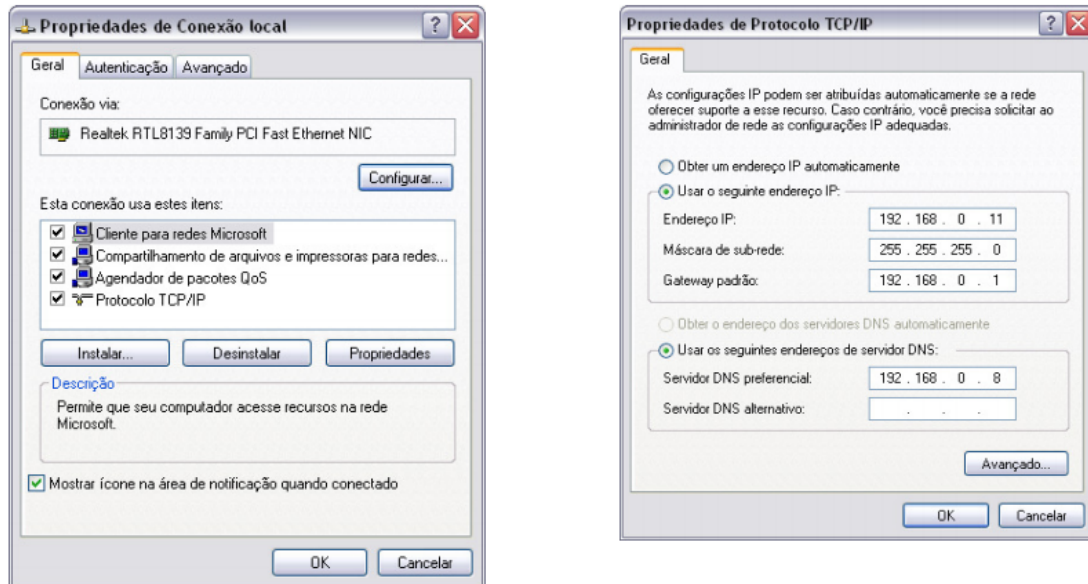 Propriedades de Conexão local
Geral Autenticação Avançado
Conexão via:
Realtek RTL8139 Family PCI Fast Ethernet NIC
Configurar...
Esta conexão usa estes itens:
Cliente para redes Microsoft
Compartilhamento de arquivos e impressoras para redes...
Agendador de pacotes QoS
Protocolo TCP/IP
Instalar... Desinstalar Propriedades
Descrição
Permite que seu computador acesse recursos na rede
Microsoft.
Mostrar ícone na área de notificação quando conectado
OK Cancelar
Propriedades de Protocolo TCP/IP
Geral
As configurações IP podem ser atribuídas automaticamente se a rede
oferecer suporte a esse recurso. Caso contrário, você precisa solicitar ao
administrador de rede as configurações IP adequadas.
Obter um endereço IP automaticamente
Usar o seguinte endereço IP:
Endereço IP: 192 . 168 . 0 . 11
Máscara de sub-rede: 255 . 255 . 255 . 0
Gateway padrão: 192 . 168 . 0 . 1
Obter o endereço dos servidores DNS automaticamente
Usar os seguintes endereços de servidor DNS:
Servidor DNS preferencial: 192 . 168 . 0 . 8
Servidor DNS alternativo: . . .
Avançado...
OK Cancelar